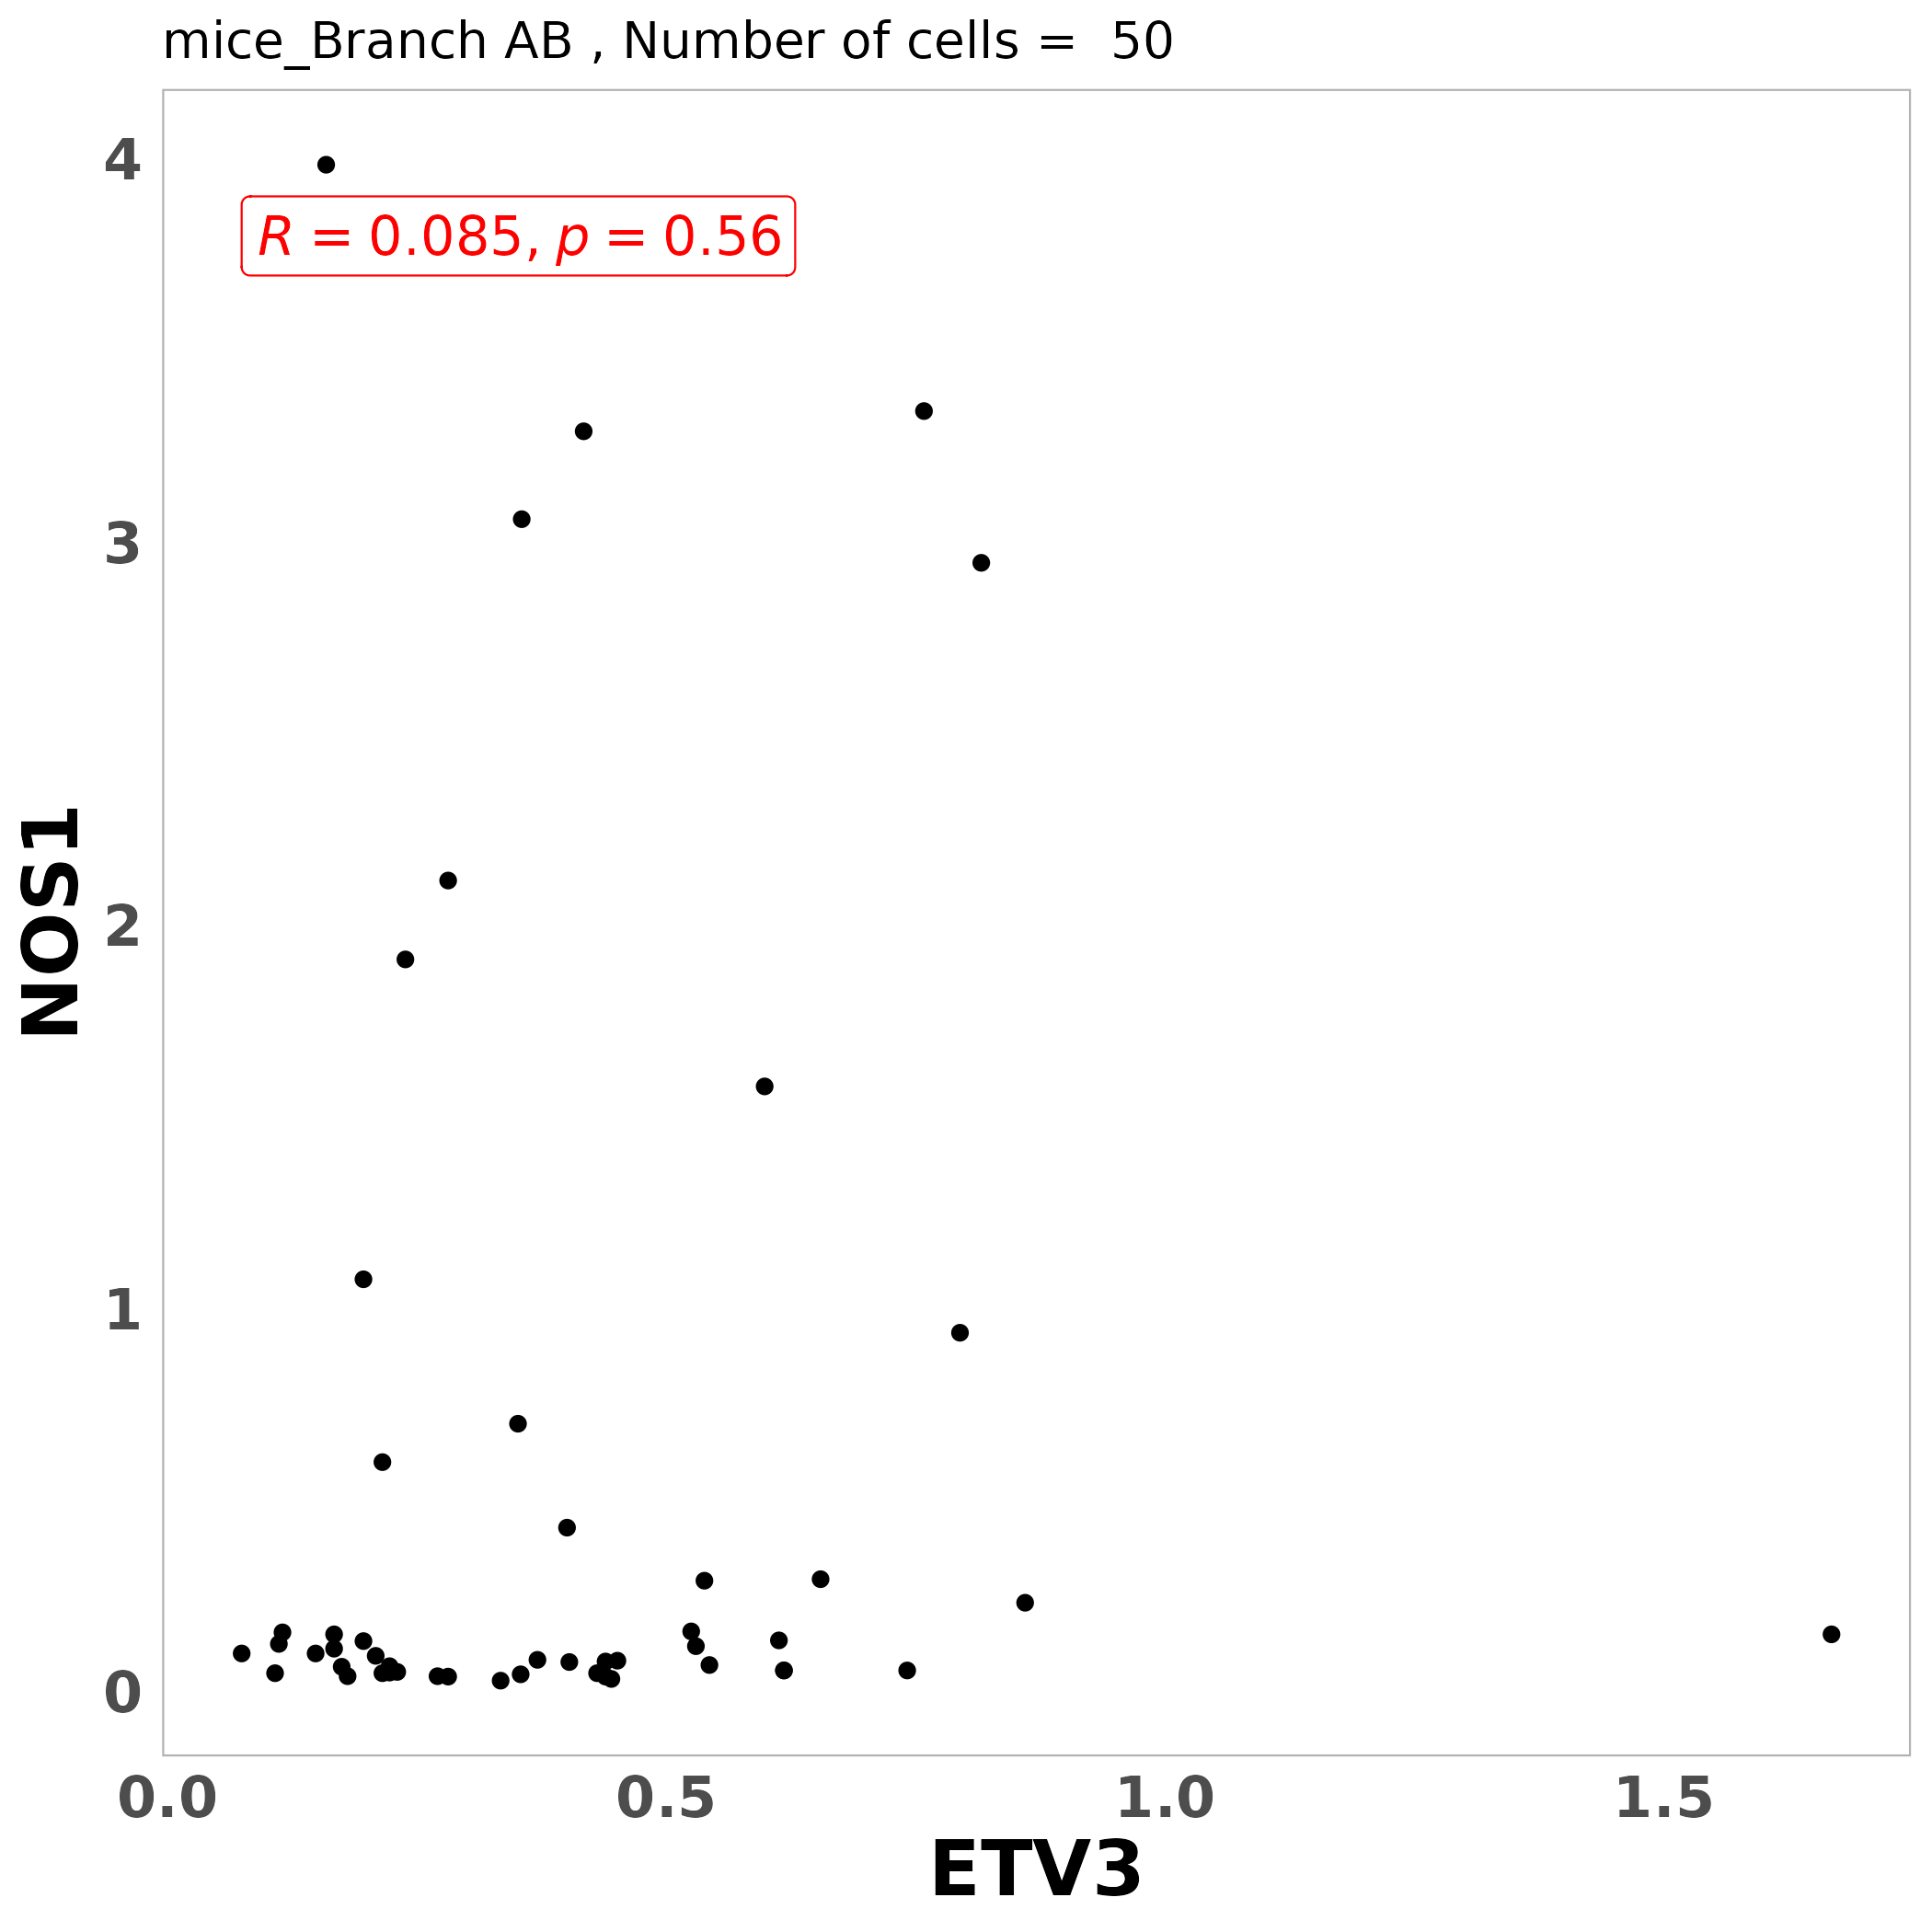 mice_Branch AB , Number of cells =  50
4
R = 0.085, p = 0.56
3
2
1
0
NOS1
0.0 0.5 1.0 1.5
ETV3